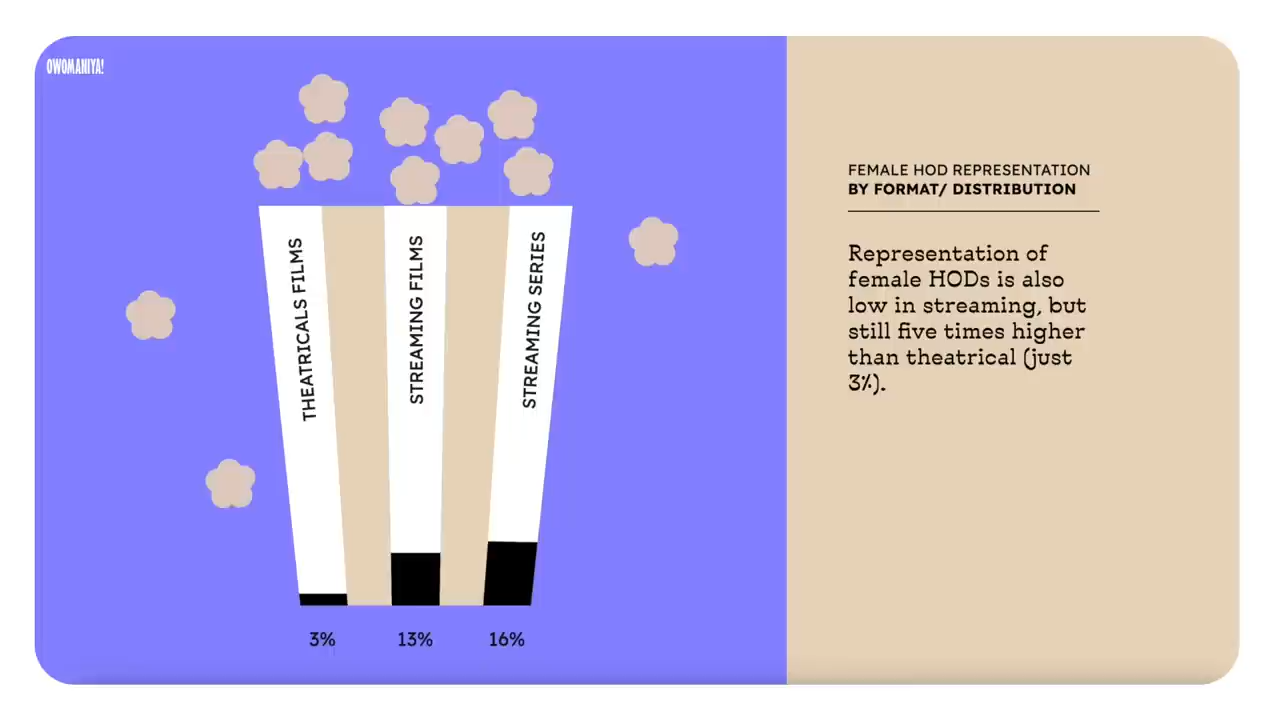 OWOMANIYA!
THEATRICALS FILMS
STREAMING FILMS
STREAMING SERIES
3%
13%
16%
FEMALE HOD REPRESENTATION
BY FORMAT/ DISTRIBUTION
Representation of
female HODs is also
low in streaming, but
still five times higher
than theatrical (just
3%).